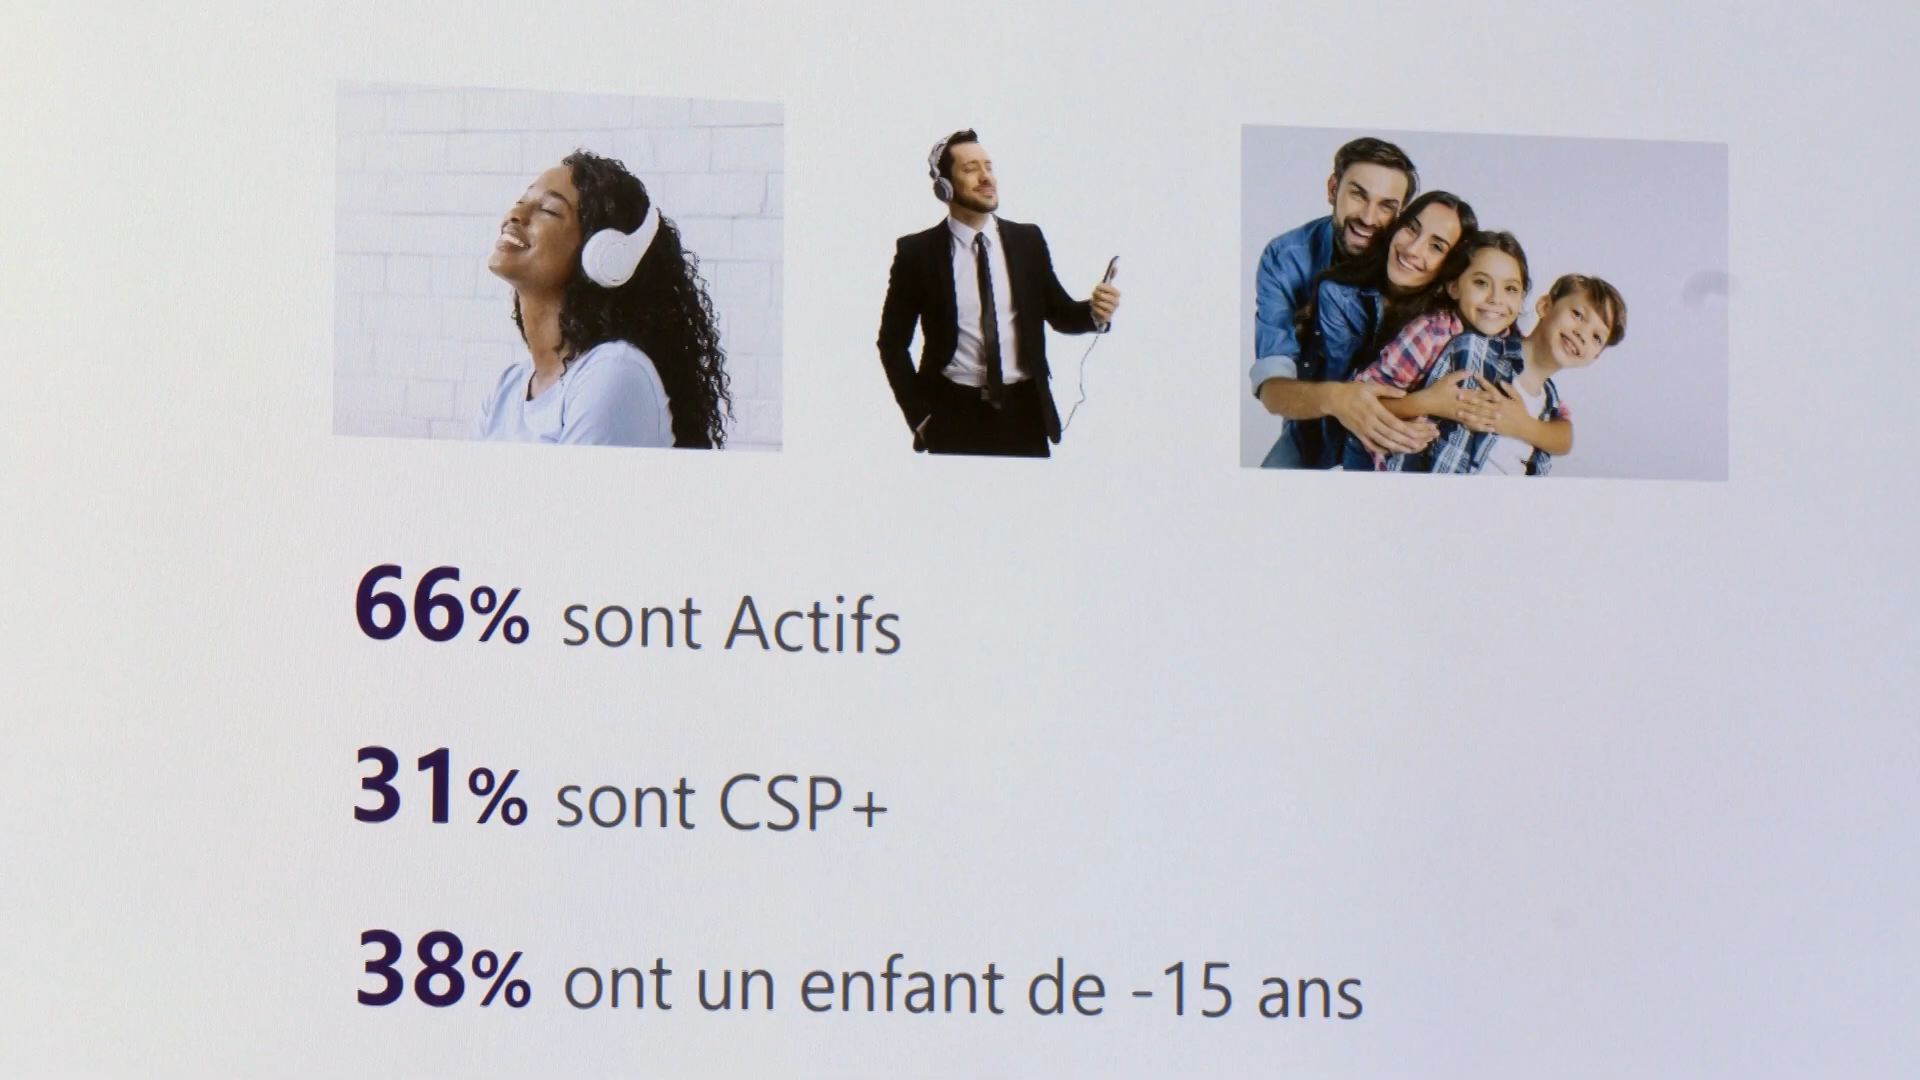 66% sont Actifs
31% sont CSP+
38% ont un enfant de -15 ans